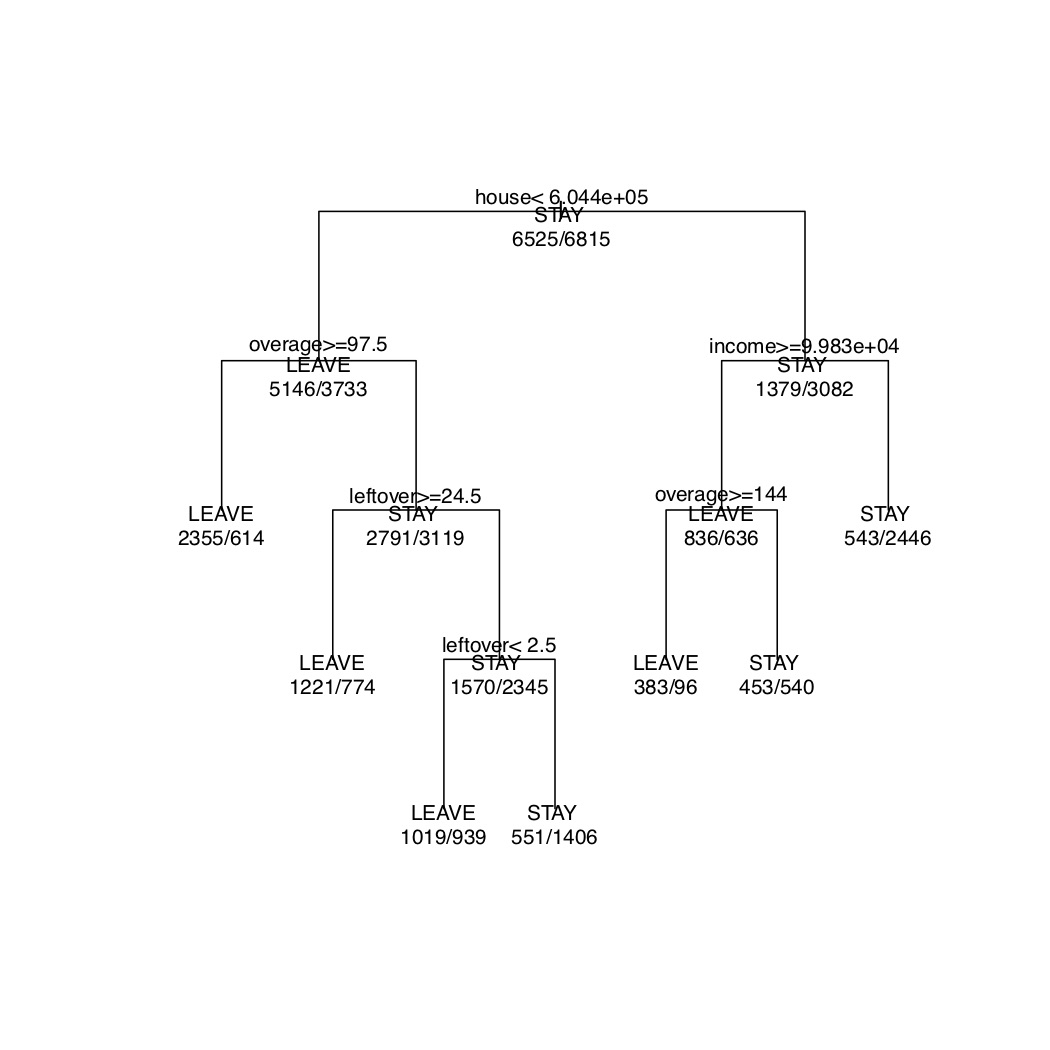 house< 6.044e+05
STAY
6525/6815
overage>=97.5
LEAVE
5146/3733
income>=9.983e+04
STAY
1379/3082
LEAVE
2355/614
leftover>=24.5
STAY
2791/3119
overage>=144
LEAVE
836/636
STAY
543/2446
LEAVE
1221/774
leftover< 2.5
STAY
1570/2345
LEAVE
383/96
STAY
453/540
LEAVE
1019/939
STAY
551/1406